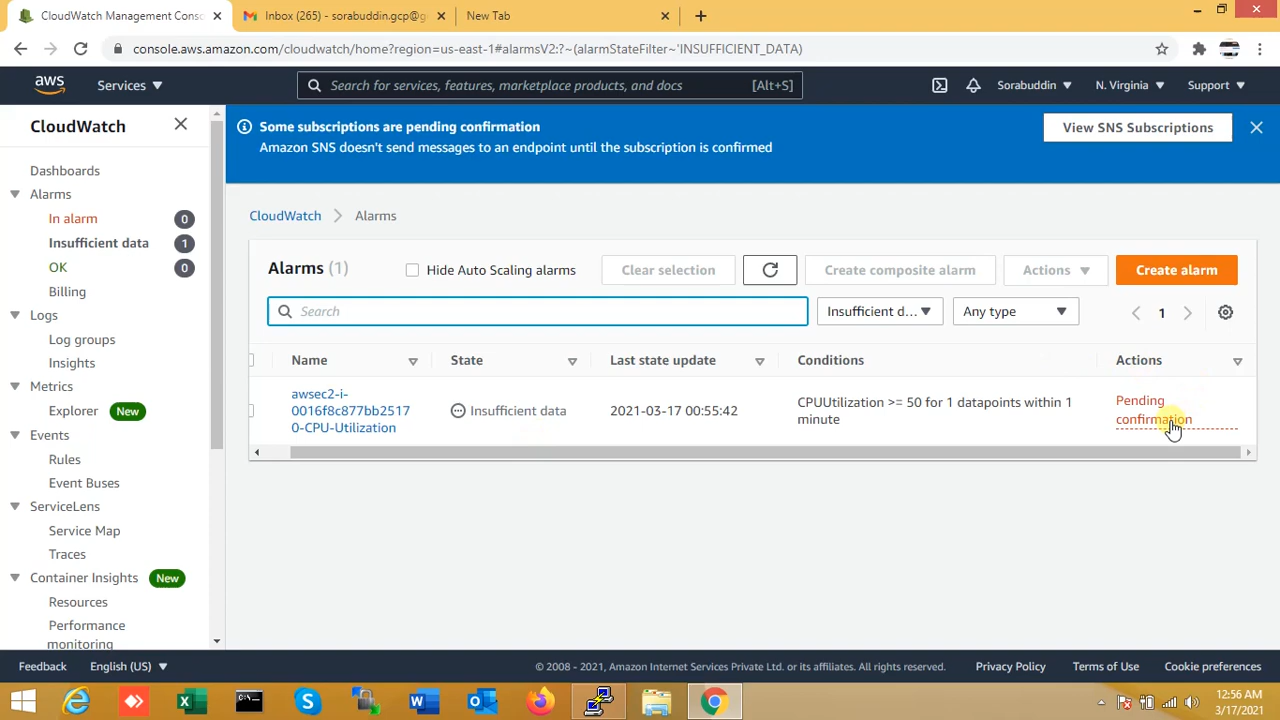 CloudWatch Management Conso
Inbox (265) - sorabuddin.gcp@g
New Tab
console.aws.amazon.com/cloudwatch/home?region=us-east-1#alarmsV2:?~(alarmStateFilter~'INSUFFICIENT_DATA)
aws
Services
Search for services, features, marketplace products, and docs
[Alt+S]
Sorabuddin
N. Virginia
Support
CloudWatch
Dashboards
Alarms
In alarm 0
Insufficient data 1
OK 0
Billing
Logs
Log groups
Insights
Metrics
Explorer New
Events
Rules
Event Buses
ServiceLens
Service Map
Traces
Container Insights New
Resources
Performance
monitoring
Some subscriptions are pending confirmation
Amazon SNS doesn't send messages to an endpoint until the subscription is confirmed
View SNS Subscriptions
CloudWatch
Alarms
Alarms (1)
Hide Auto Scaling alarms
Clear selection
Create composite alarm
Actions
Create alarm
Search
Insufficient d...
Any type
1
Name
State
Last state update
Conditions
Actions
awsec2-i-
0016f8c877bb2517
0-CPU-Utilization
Insufficient data
2021-03-17 00:55:42
CPUUtilization >= 50 for 1 datapoints within 1
minute
Pending
confirmation
Feedback
English (US)
© 2008 - 2021, Amazon Internet Services Private Ltd. or its affiliates. All rights reserved.
Privacy Policy
Terms of Use
Cookie preferences
12:56 AM
3/17/2021